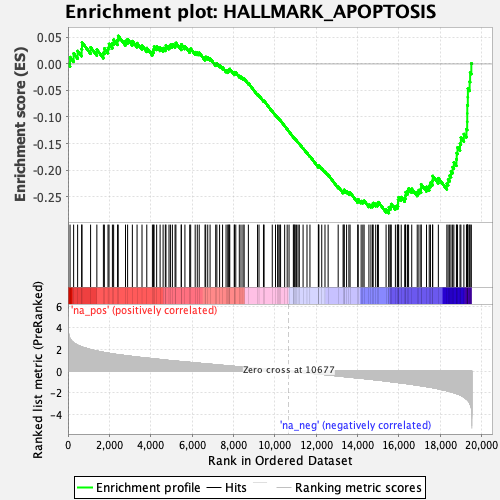 Enrichment plot: HALLMARK_APOPTOSIS
Enrichment score (ES)
0.05
0.00
-0.05
-0.10
-0.15
-0.20
-0.25
Ranked list metric (PreRanked)
6
4
2
0
-2
-4
'na_pos' (positively correlated)
Zero cross at 10677
'na_neg' (negatively correlated)
0
2,000
4,000
6,000
8,000
10,000
12,000
14,000
16,000
18,000
20,000
Rank in Ordered Dataset
Enrichment profile
Hits
Ranking metric scores